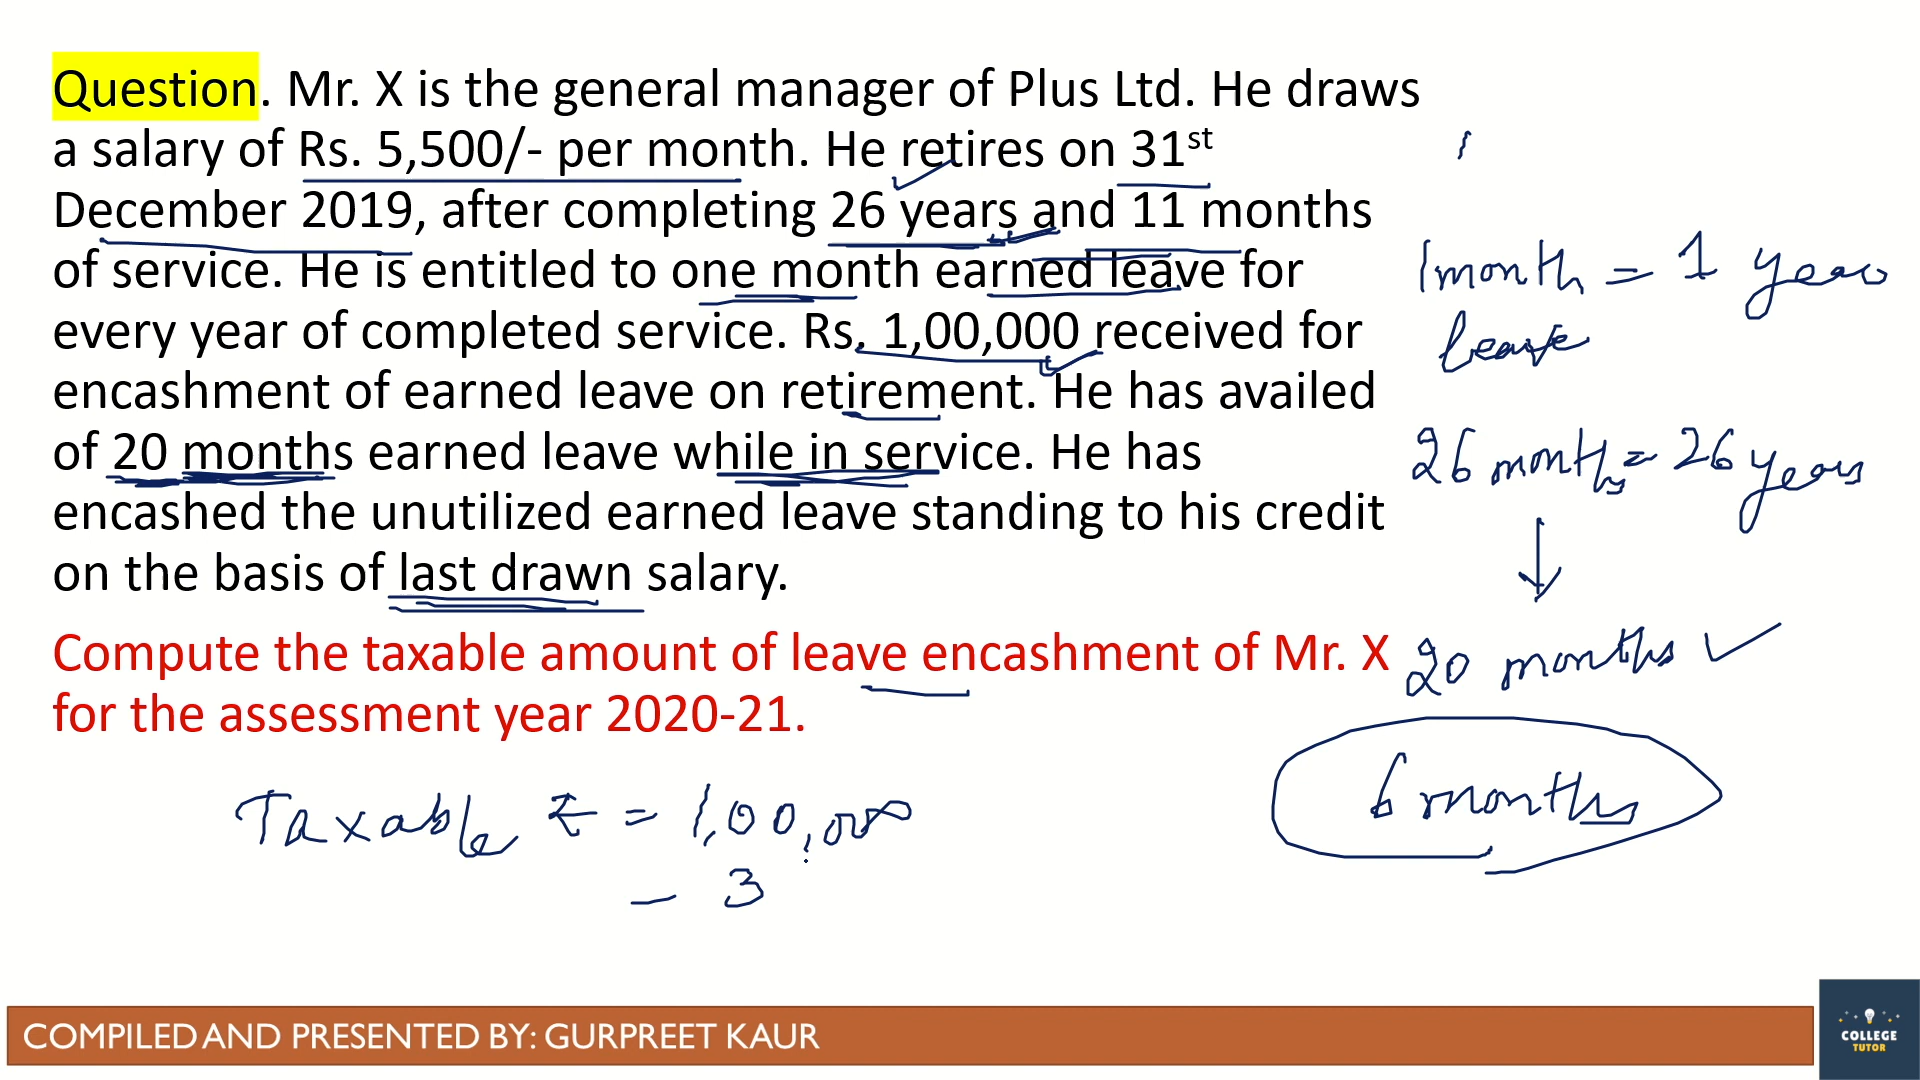 Question. Mr. X is the general manager of Plus Ltd. He draws
a salary of Rs. 5,500/- per month. He retires on 31st
December 2019, after completing 26 years and 11 months
of service. He is entitled to one month earned leave for
every year of completed service. Rs. 1,00,000 received for
encashment of earned leave on retirement. He has availed
of 20 months earned leave while in service. He has
encashed the unutilized earned leave standing to his credit
on the basis of last drawn salary.
Compute the taxable amount of leave encashment of Mr. X
for the assessment year 2020-21.
1month = 1 year
leave
26 months = 26 years
20 months
6 months
Taxable = 1,00,000
- 3
COMPILED AND PRESENTED BY: GURPREET KAUR
COLLEGE
TUTOR